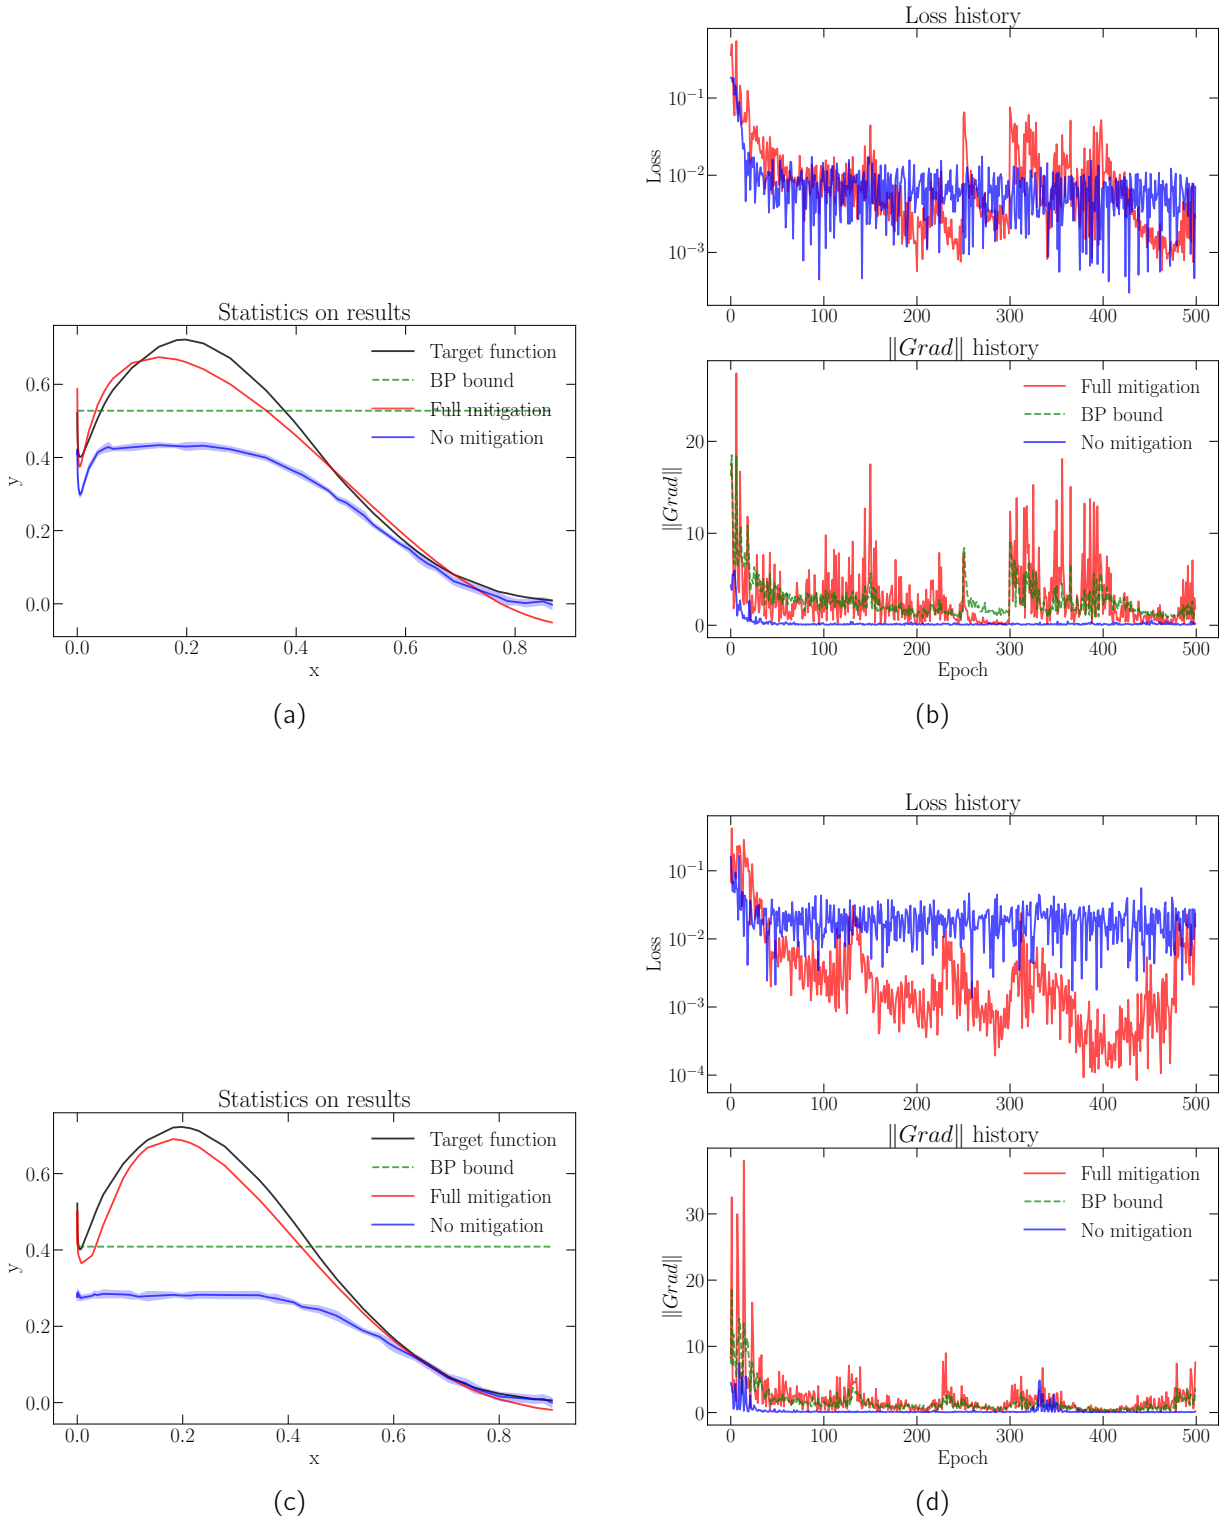 Loss history
10⁻¹
10⁻²
10⁻³
Loss
0 100 200 300 400 500
Statistics on results
0.6
0.4
0.2
0.0
y
Target function
BP bound
Full mitigation
No mitigation
0.0 0.2 0.4 0.6 0.8
x
(a)
||Grad|| history
20
10
0
||Grad||
Full mitigation
BP bound
No mitigation
0 100 200 300 400 500
Epoch
(b)
Loss history
10⁻¹
10⁻²
10⁻³
10⁻⁴
Loss
0 100 200 300 400 500
Statistics on results
0.6
0.4
0.2
0.0
y
Target function
BP bound
Full mitigation
No mitigation
0.0 0.2 0.4 0.6 0.8
x
(c)
||Grad|| history
30
20
10
0
||Grad||
Full mitigation
BP bound
No mitigation
0 100 200 300 400 500
Epoch
(d)